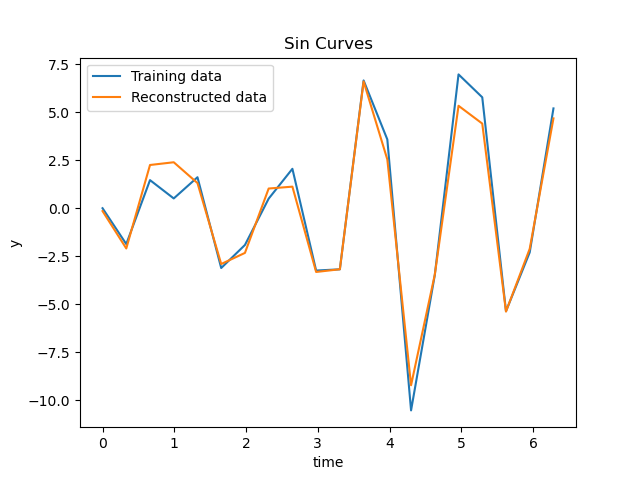 Sin Curves
Training data
Reconstructed data
7.5
5.0
2.5
0.0
−2.5
−5.0
−7.5
−10.0
y
0 1 2 3 4 5 6
time